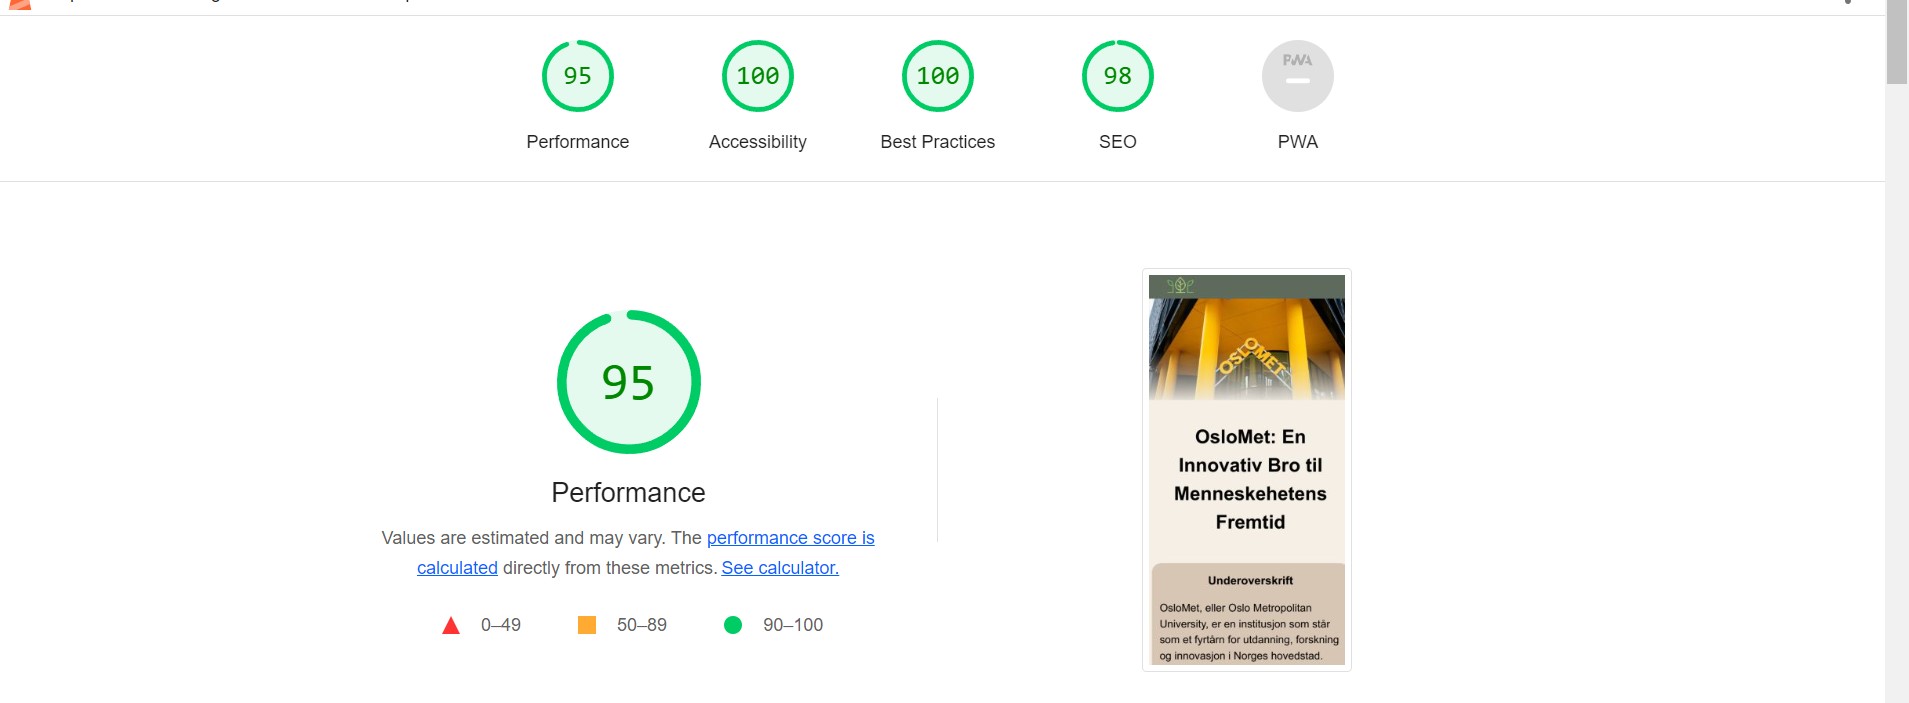 95
100
100
98
PWA
Performance
Accessibility
Best Practices
SEO
PWA
95
Performance
Values are estimated and may vary. The performance score is
calculated directly from these metrics. See calculator.
0–49
50–89
90–100
OSLOMET
OsloMet: En
Innovativ Bro til
Menneskehetens
Fremtid
Underoverskrift
OsloMet, eller Oslo Metropolitan
University, er en institusjon som står
som et fyrtårn for utdanning, forskning
og innovasjon i Norges hovedstad.